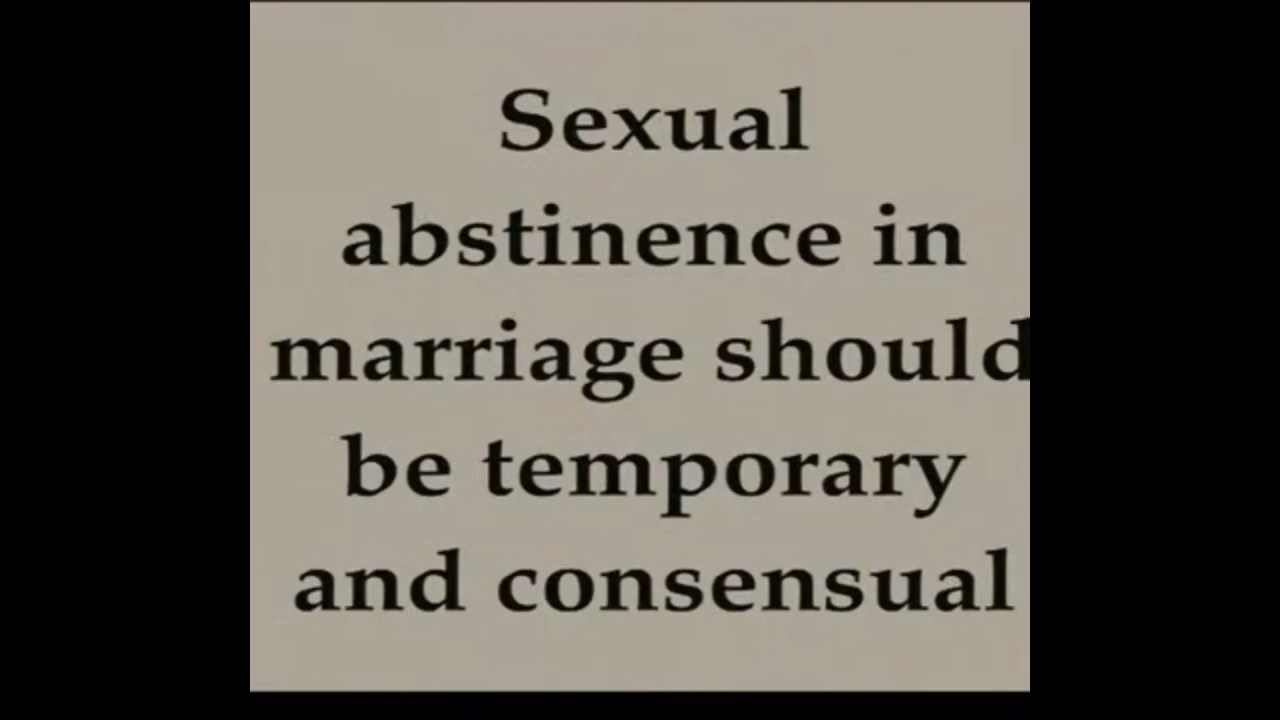 Sexual
abstinence in
marriage should
be temporary
and consensual